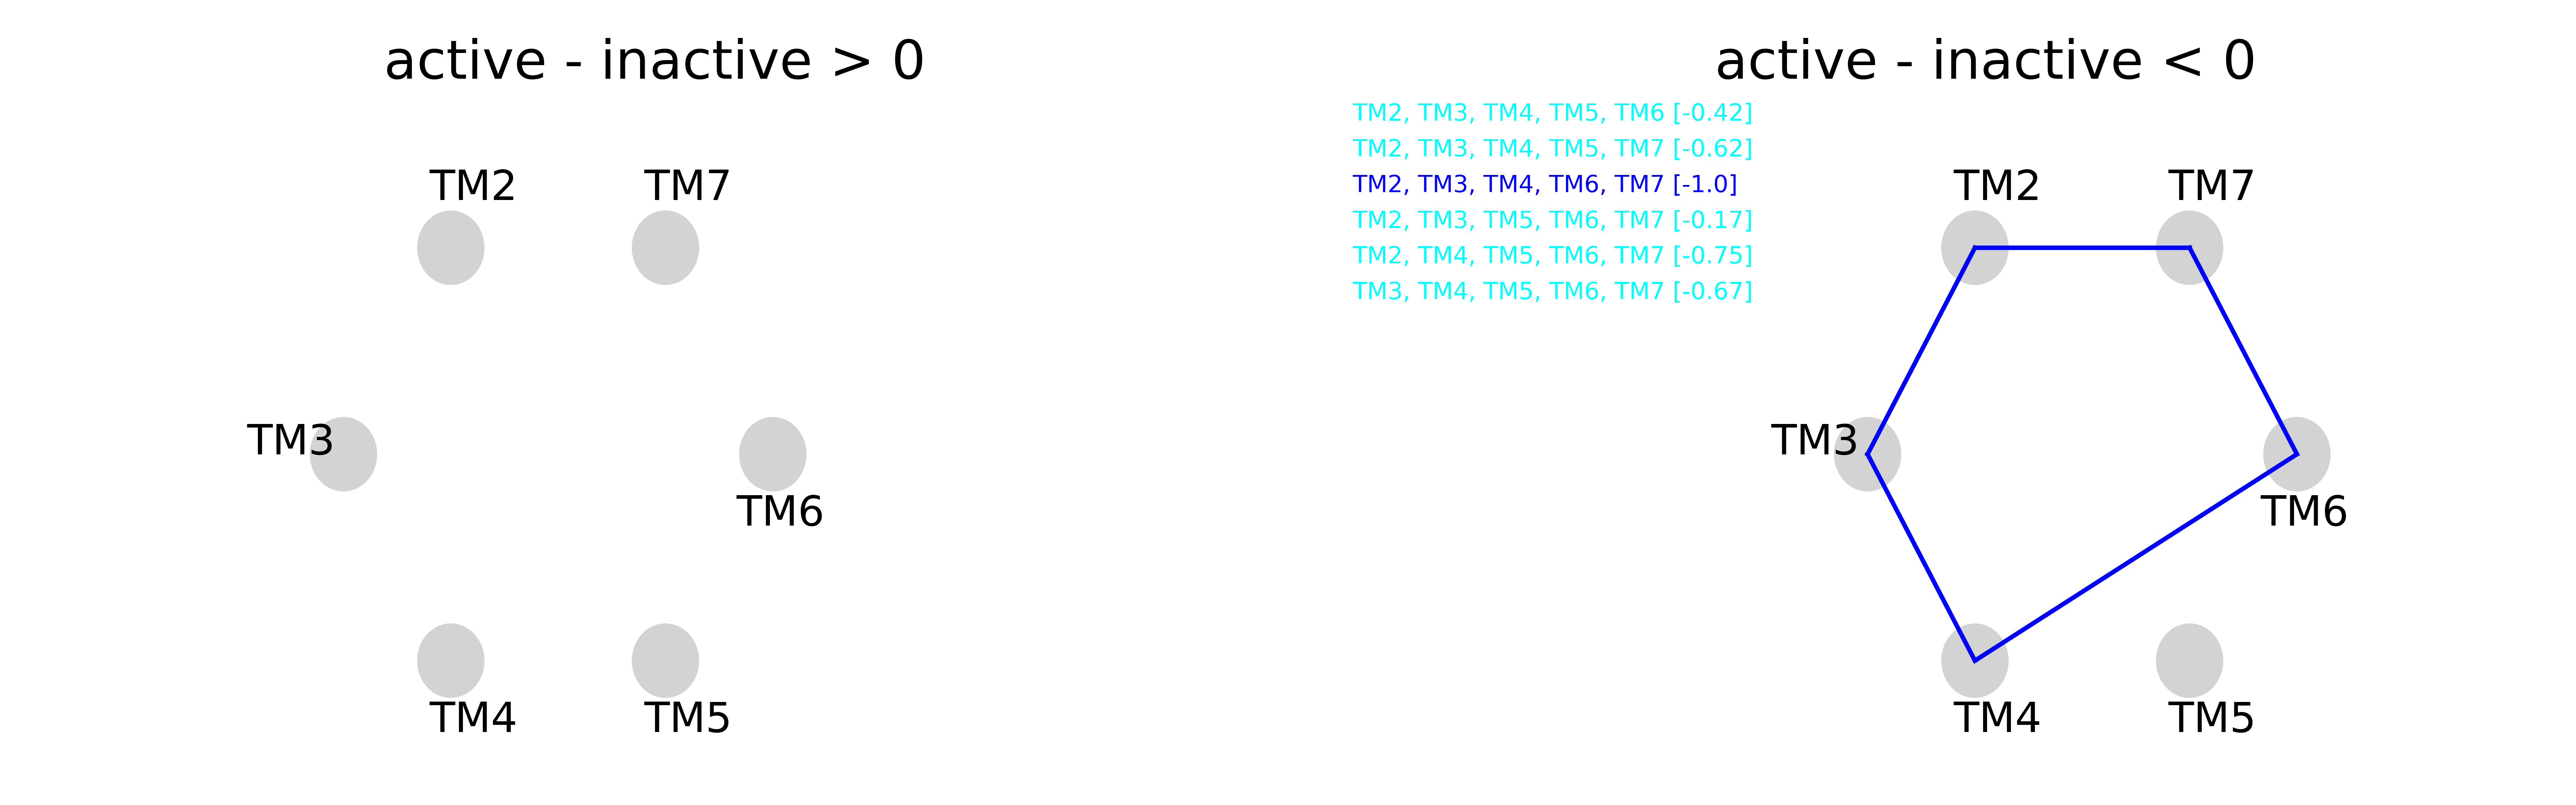 active - inactive > 0
TM2
TM7
TM3
TM6
TM4
TM5
active - inactive < 0
TM2, TM3, TM4, TM5, TM6 [-0.42]
TM2, TM3, TM4, TM5, TM7 [-0.62]
TM2, TM3, TM4, TM6, TM7 [-1.0]
TM2, TM3, TM5, TM6, TM7 [-0.17]
TM2, TM4, TM5, TM6, TM7 [-0.75]
TM3, TM4, TM5, TM6, TM7 [-0.67]
TM2
TM7
TM3
TM6
TM4
TM5